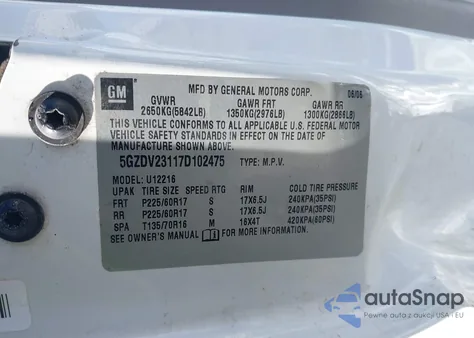 GM
MFD BY GENERAL MOTORS CORP. 06/06
GVWR GAWR FRT GAWR RR
2650KG(5842LB) 1350KG(2976LB) 1300KG(2866LB)
THIS VEHICLE CONFORMS TO ALL APPLICABLE U.S. FEDERAL MOTOR
VEHICLE SAFETY STANDARDS IN EFFECT ON THE DATE OF
MANUFACTURE SHOWN ABOVE.
5GZDV23117D102475 TYPE: M.P.V.
MODEL: U12216
UPAK TIRE SIZE SPEED RTG RIM COLD TIRE PRESSURE
FRT P225/60R17 S 17X6.5J 240KPA(35PSI)
RR P225/60R17 S 17X6.5J 240KPA(35PSI)
SPA T135/70R16 M 16X4T 420KPA(60PSI)
SEE OWNER'S MANUAL FOR MORE INFORMATION.
autoSnap
Pewne auta z USA i EU